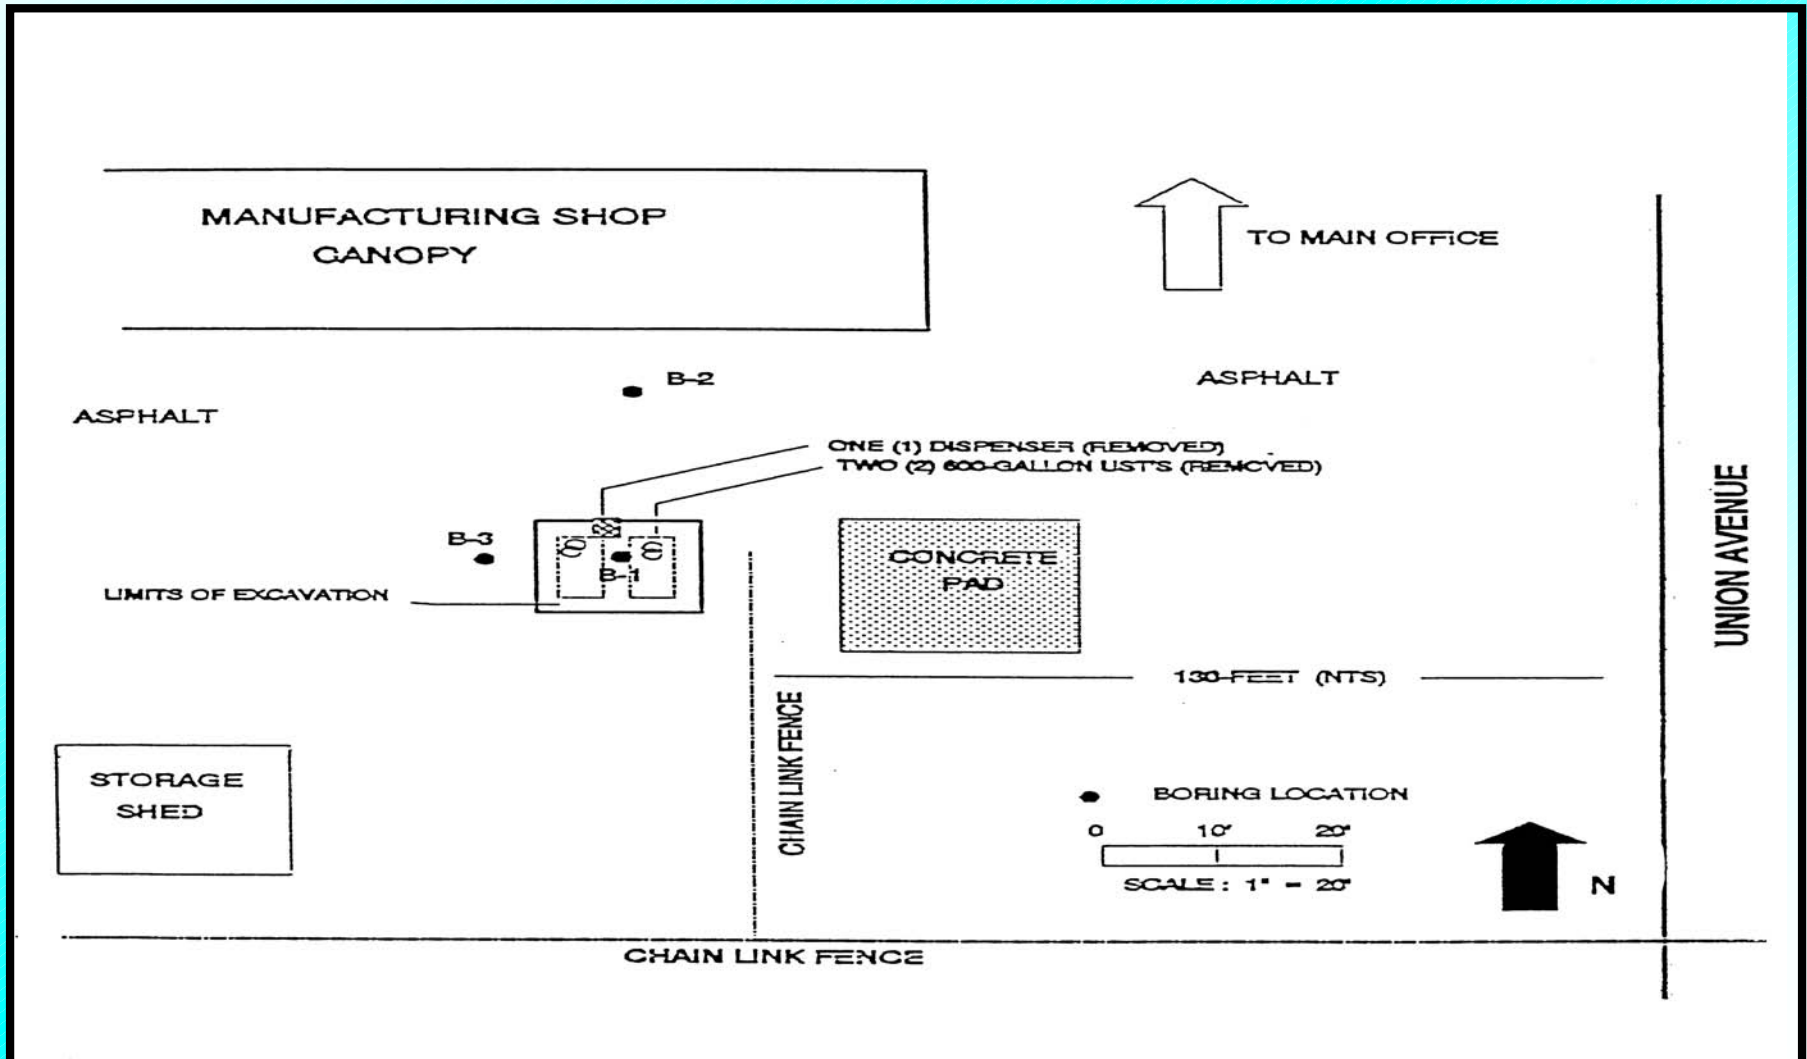 MANUFACTURING SHOP
CANOPY
TO MAIN OFFICE
B-2
ASPHALT
ASPHALT
ONE (1) DISPENSER (REMOVED)
TWO (2) 600-GALLON UST'S (REMOVED)
B-3
B-1
CONCRETE
PAD
LIMITS OF EXCAVATION
UNION AVENUE
130-FEET (NTS)
CHAIN LINK FENCE
STORAGE
SHED
BORING LOCATION
0 10' 20'
SCALE: 1" = 20'
N
CHAIN LINK FENCE